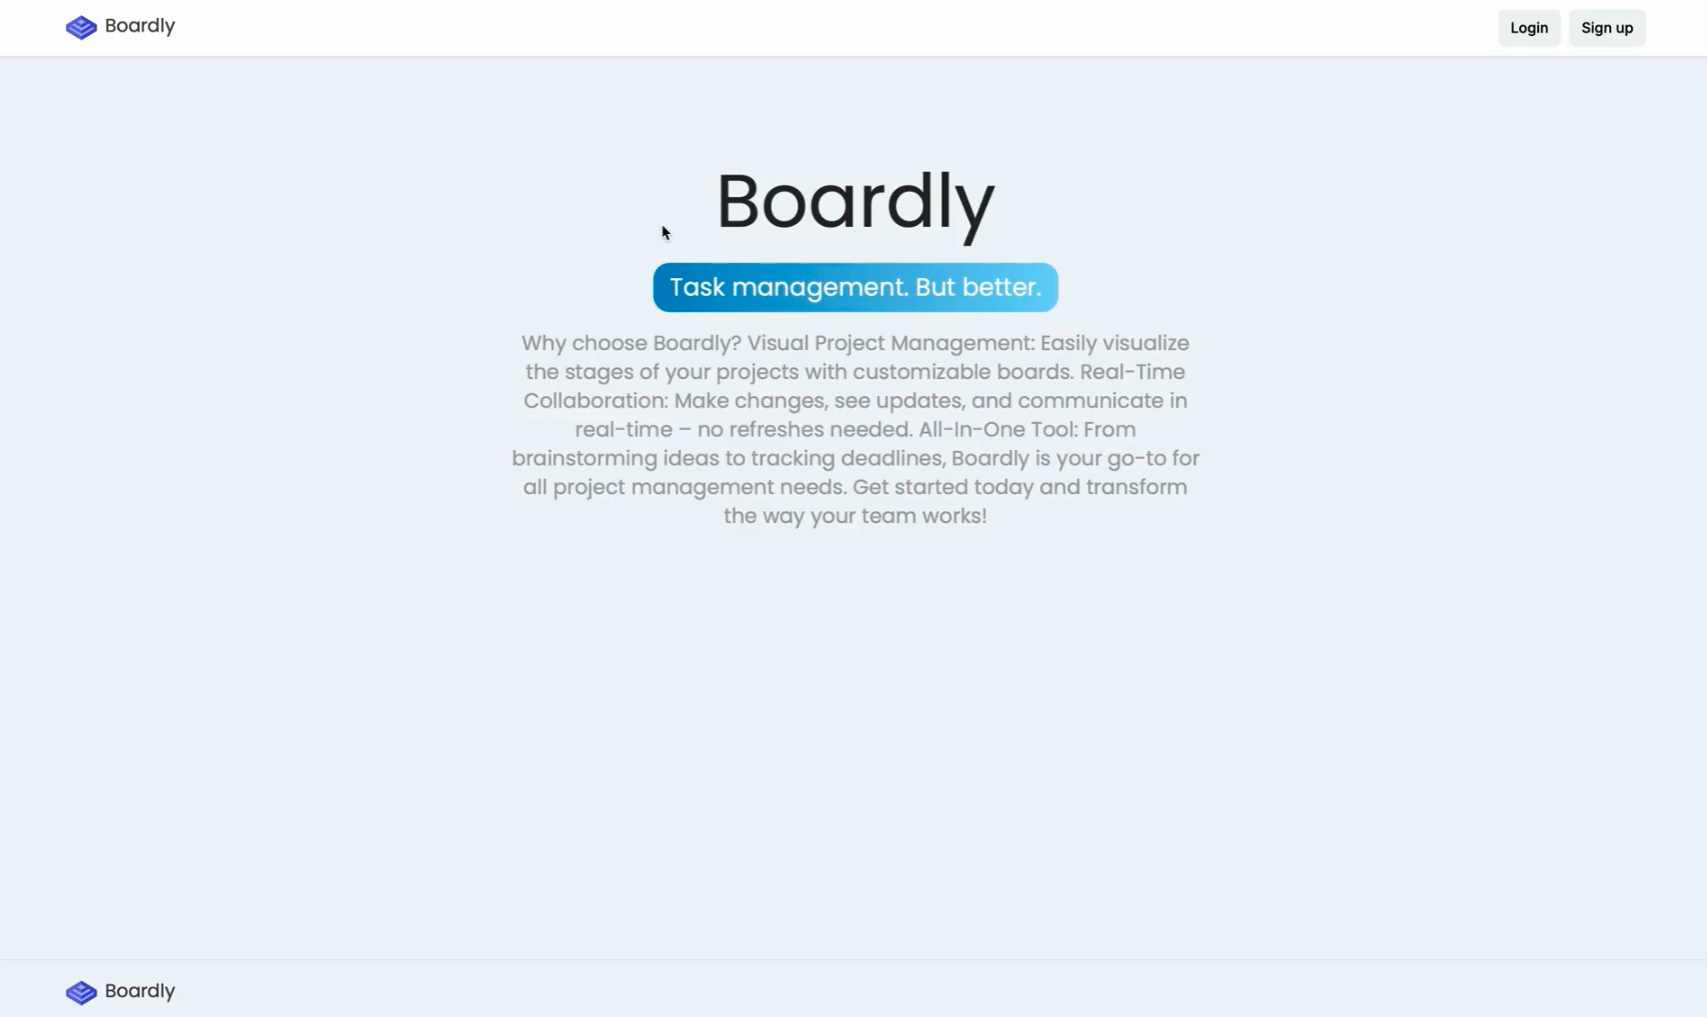 Boardly
Login
Sign up
Boardly
Task management. But better.
Why choose Boardly? Visual Project Management: Easily visualize
the stages of your projects with customizable boards. Real-Time
Collaboration: Make changes, see updates, and communicate in
real-time – no refreshes needed. All-In-One Tool: From
brainstorming ideas to tracking deadlines, Boardly is your go-to for
all project management needs. Get started today and transform
the way your team works!
Boardly